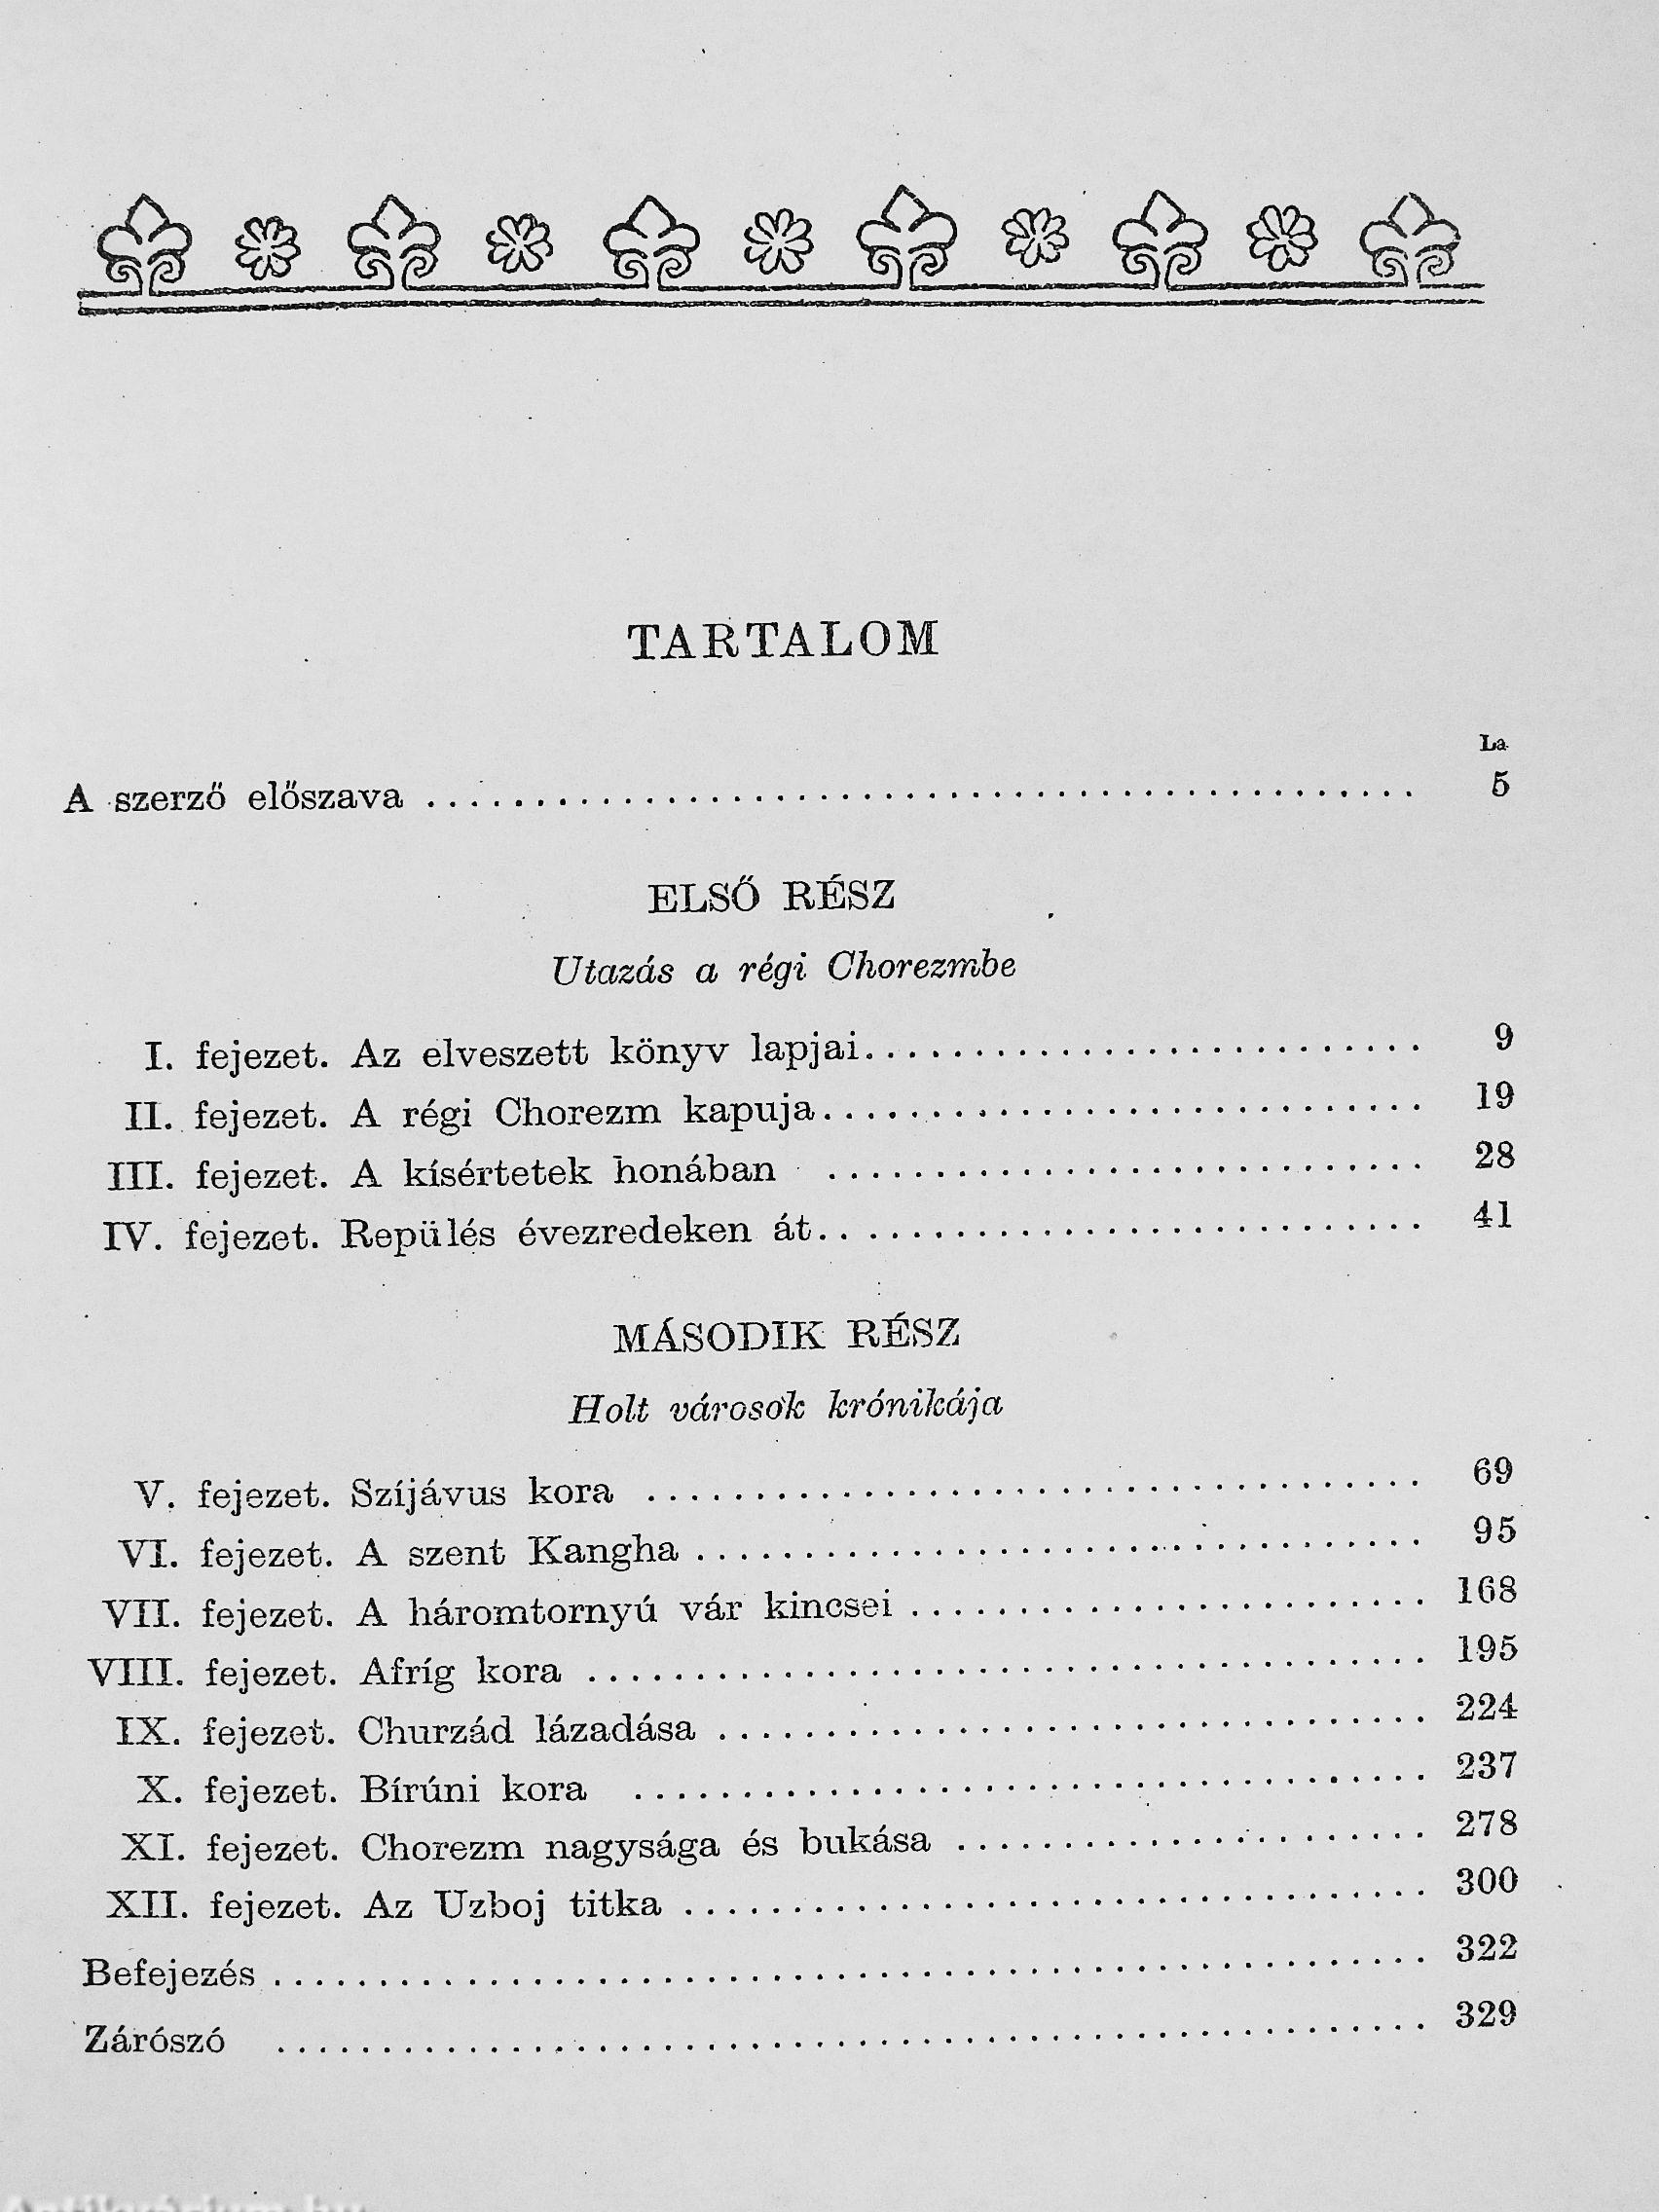 TARTALOM
La
A szerző előszava 5
ELSŐ RÉSZ
Utazás a régi Chorezmbe
I. fejezet. Az elveszett könyv lapjai 9
II. fejezet. A régi Chorezm kapuja 19
III. fejezet. A kísértetek honában 28
IV. fejezet. Repülés évezredeken át 41
MÁSODIK RÉSZ
Holt városok krónikája
V. fejezet. Szíjávus kora 69
VI. fejezet. A szent Kangha 95
VII. fejezet. A háromtornyú vár kincsei 168
VIII. fejezet. Afríg kora 195
IX. fejezet. Churzád lázadása 224
X. fejezet. Bírúni kora 237
XI. fejezet. Chorezm nagysága és bukása 278
XII. fejezet. Az Uzboj titka 300
Befejezés 322
Zárószó 329